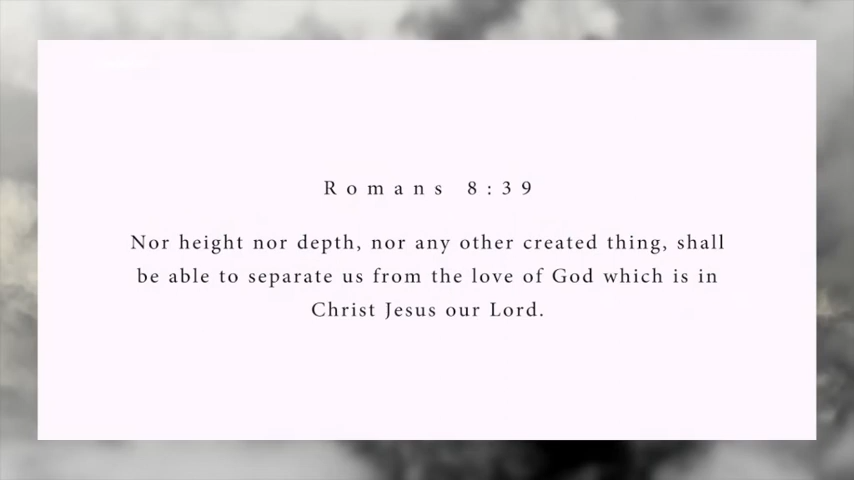 Romans 8:39
Nor height nor depth, nor any other created thing, shall
be able to separate us from the love of God which is in
Christ Jesus our Lord.